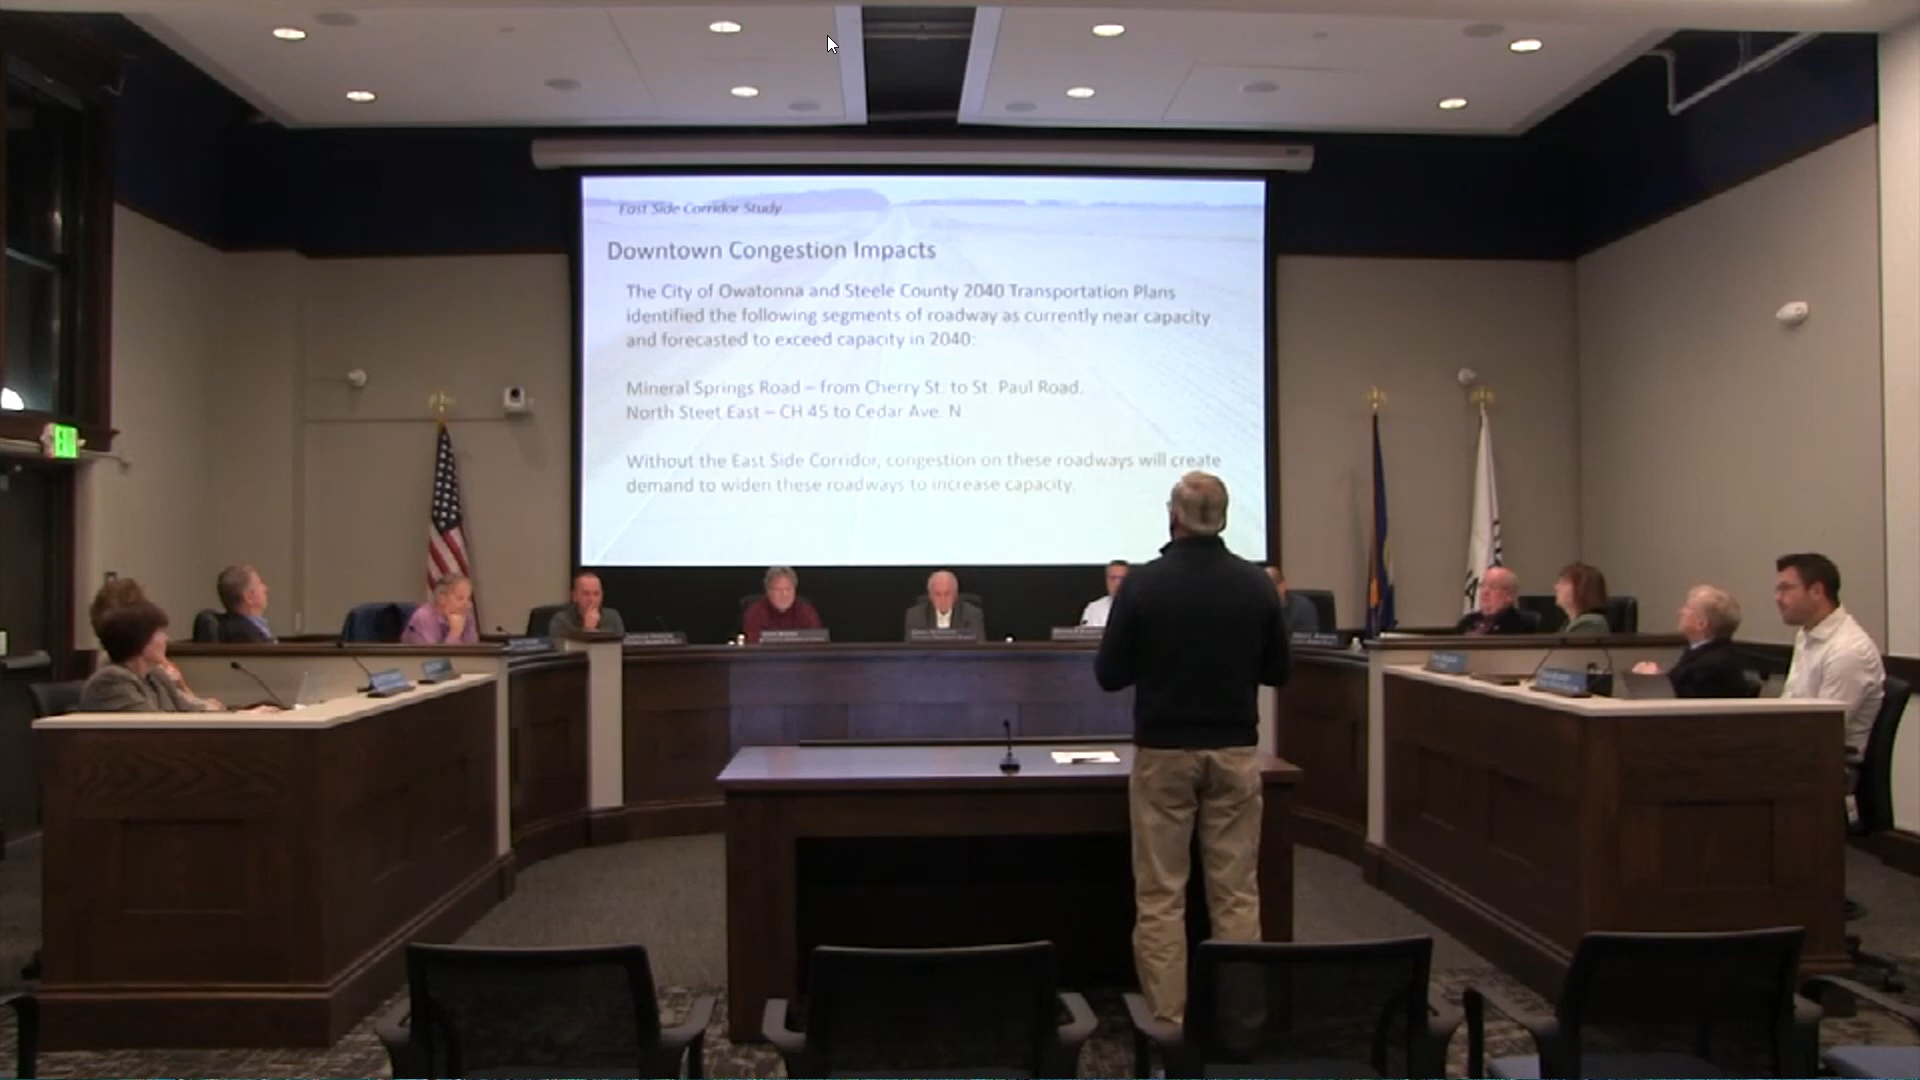 East Side Corridor Study
Downtown Congestion Impacts
The City of Owatonna and Steele County 2040 Transportation Plans
identified the following segments of roadway as currently near capacity
and forecasted to exceed capacity in 2040:
Mineral Springs Road – from Cherry St. to St. Paul Road.
North Steet East – CH 45 to Cedar Ave. N
Without the East Side Corridor, congestion on these roadways will create
demand to widen these roadways to increase capacity.